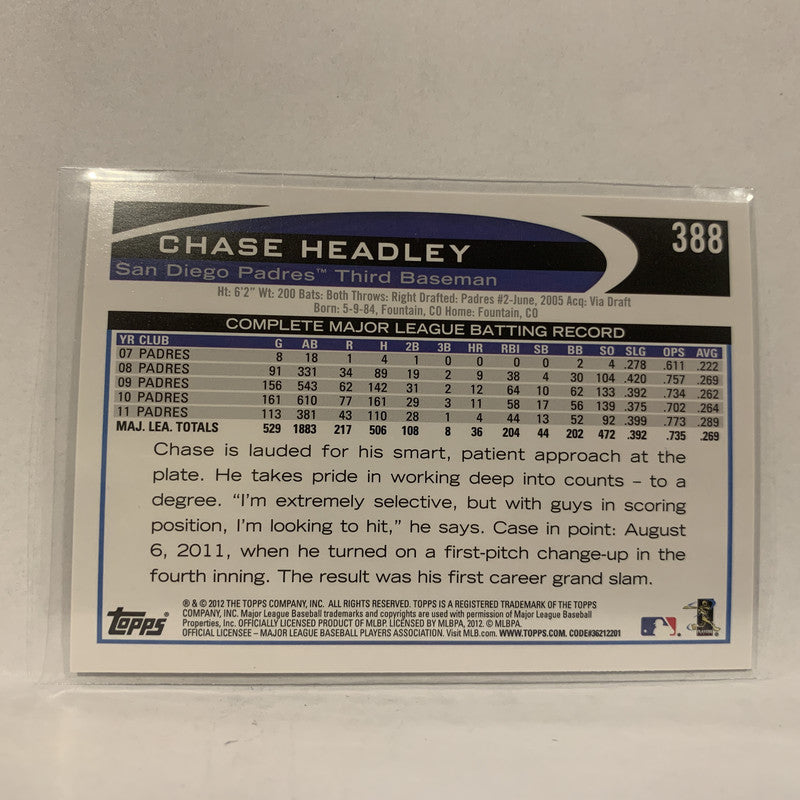 CHASE HEADLEY
388
San Diego Padres™ Third Baseman
Ht: 6'2" Wt: 200 Bats: Both Throws: Right Drafted: Padres #2-June, 2005 Acq: Via Draft
Born: 5-9-84, Fountain, CO Home: Fountain, CO
COMPLETE MAJOR LEAGUE BATTING RECORD
YR CLUB G AB R H 2B 3B HR RBI SB BB SO SLG OPS AVG
07 PADRES 8 18 1 4 1 0 0 0 0 2 4 .278 .611 .222
08 PADRES 91 331 34 89 19 2 9 38 4 30 104 .420 .757 .269
09 PADRES 156 543 62 142 31 2 12 64 10 62 133 .392 .734 .262
10 PADRES 161 610 77 161 29 3 11 58 17 56 139 .375 .702 .264
11 PADRES 113 381 43 110 28 1 4 44 13 52 92 .399 .773 .289
MAJ. LEA. TOTALS 529 1883 217 506 108 8 36 204 44 202 472 .392 .735 .269
Chase is lauded for his smart, patient approach at the
plate. He takes pride in working deep into counts – to a
degree. "I'm extremely selective, but with guys in scoring
position, I'm looking to hit," he says. Case in point: August
6, 2011, when he turned on a first-pitch change-up in the
fourth inning. The result was his first career grand slam.
Topps®
® & © 2012 THE TOPPS COMPANY, INC. ALL RIGHTS RESERVED. TOPPS IS A REGISTERED TRADEMARK OF THE TOPPS
COMPANY, INC. Major League Baseball trademarks and copyrights are used with permission of Major League Baseball
Properties, Inc. OFFICIALLY LICENSED PRODUCT OF MLBP. LICENSED BY MLBPA, 2012. © MLBPA.
OFFICIAL LICENSEE – MAJOR LEAGUE BASEBALL PLAYERS ASSOCIATION. Visit MLB.com. WWW.TOPPS.COM. CODE#36212201